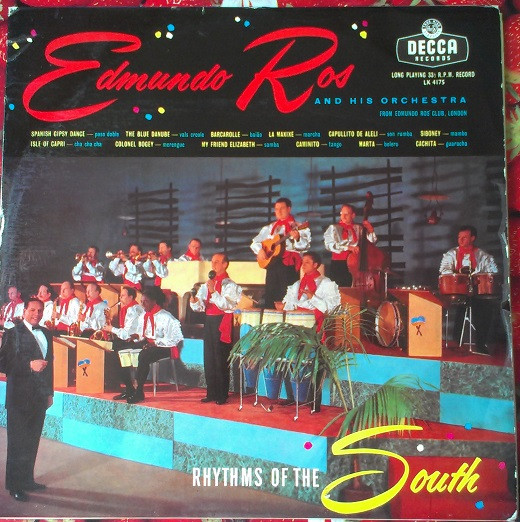 Edmundo Ros
AND HIS ORCHESTRA
FROM EDMUNDO ROS' CLUB, LONDON
DECCA
RECORDS
LONG PLAYING 33⅓ R.P.M. RECORD
LK 4175
SPANISH GIPSY DANCE — paso doble THE BLUE DANUBE — vals creole BARCAROLLE — baião LA MAXIXE — marcha CAPULLITO DE ALELI — son rumba SIBONEY — mambo
ISLE OF CAPRI — cha cha cha COLONEL BOGEY — merengue MY FRIEND ELIZABETH — samba CAMINITO — tango MARTA — bolero CACHITA — guaracha
RHYTHMS OF THE South